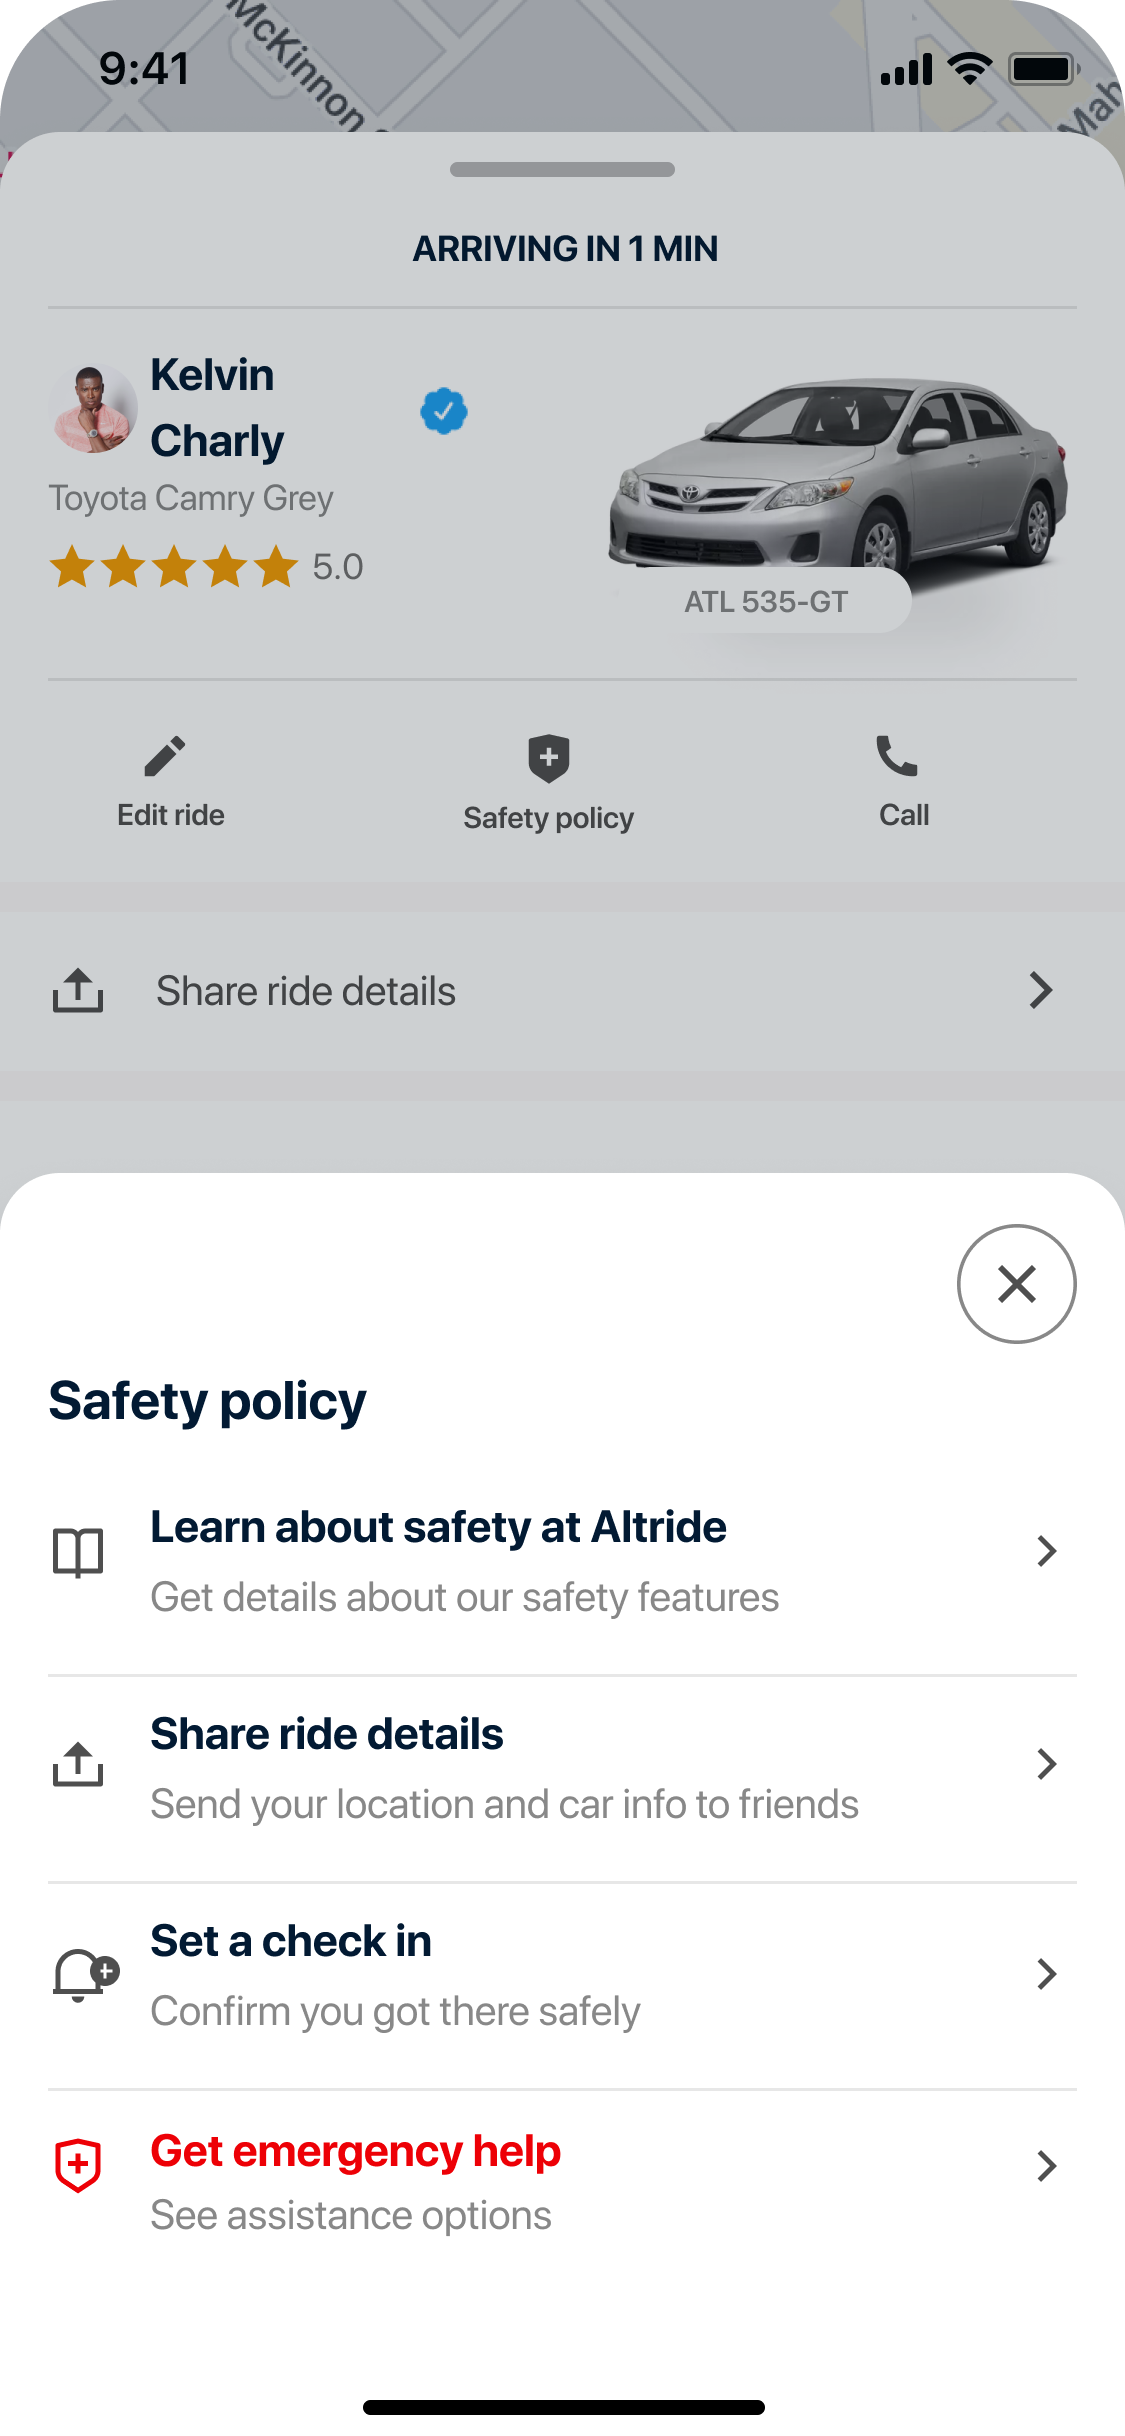 McKinnon
9:41
Mah
ARRIVING IN 1 MIN
Kelvin
Charly
Toyota Camry Grey
5.0
ATL 535-GT
Edit ride
Safety policy
Call
Share ride details
Safety policy
Learn about safety at Altride
Get details about our safety features
Share ride details
Send your location and car info to friends
Set a check in
Confirm you got there safely
Get emergency help
See assistance options